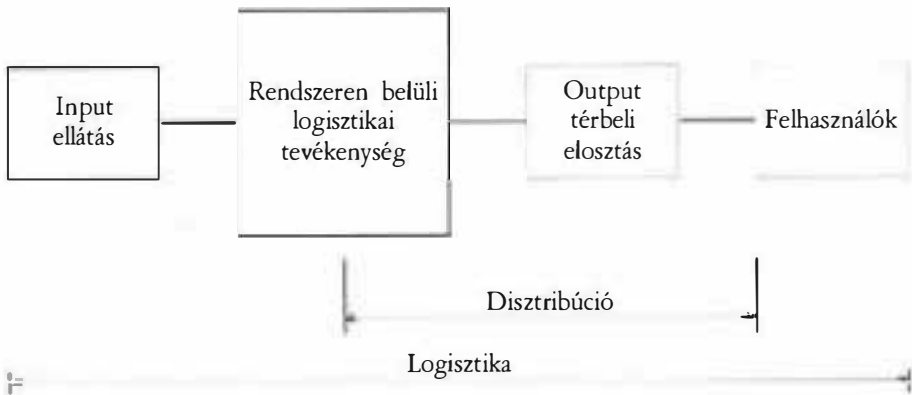 Input
ellátás
Rendszeren belüli
logisztikai
tevékenység
Output
térbeli
elosztás
Felhasználók
Disztribúció
Logisztika